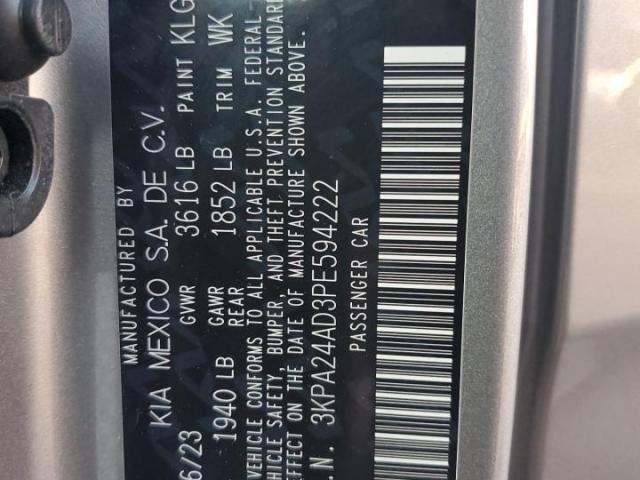 MANUFACTURED BY
KIA MEXICO S.A. DE C.V.
6/23 GVWR 3616 LB PAINT KLG
1940 LB GAWR REAR 1852 LB TRIM WK
VEHICLE CONFORMS TO ALL APPLICABLE U.S.A. FEDERAL
VEHICLE SAFETY, BUMPER, AND THEFT PREVENTION STANDARD
EFFECT ON THE DATE OF MANUFACTURE SHOWN ABOVE.
I.N. 3KPA24AD3PE594222
PASSENGER CAR